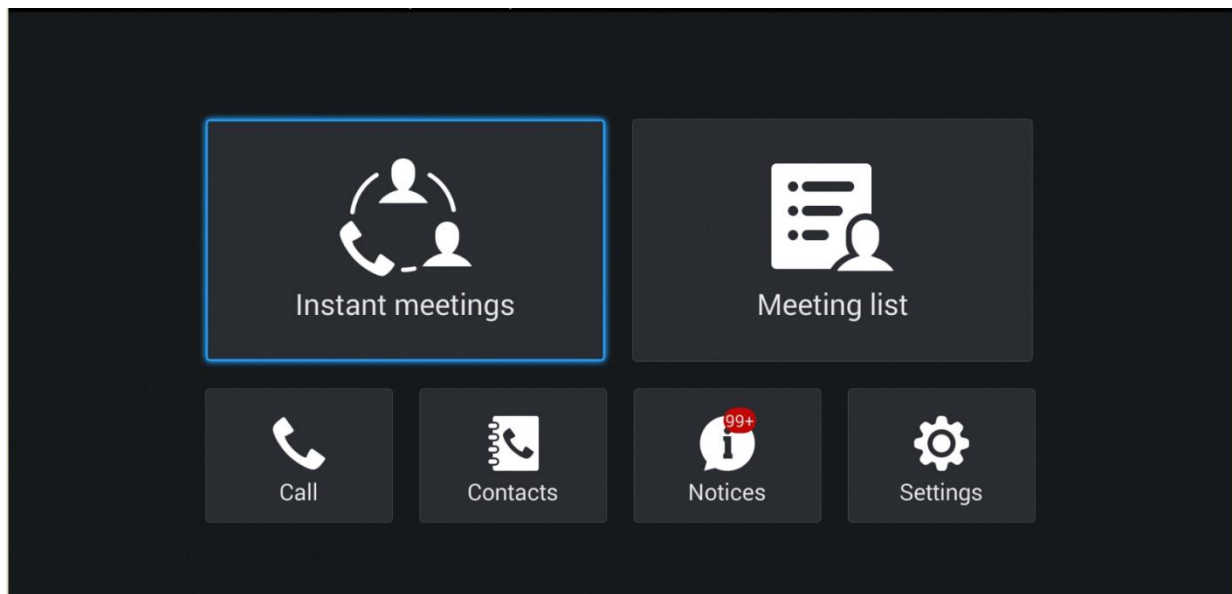 Instant meetings
Meeting list
99+
Call
Contacts
Notices
Settings